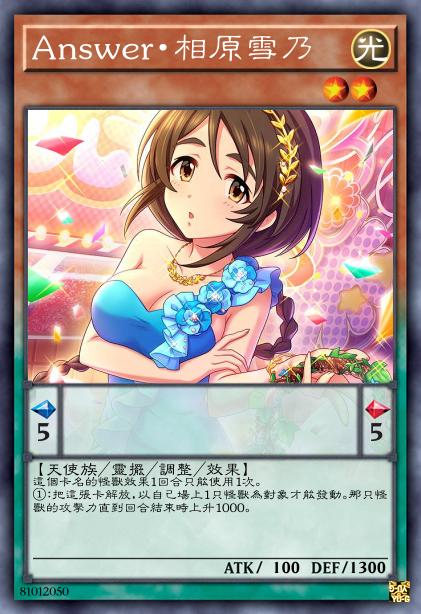 Answer・相原雪乃
光
5
5
【天使族／靈擺／調整／效果】
這個卡名的怪獸效果1回合只能使用1次。
①:把這張卡解放,以自己場上1只怪獸為對象才能發動。那只怪
獸的攻擊力直到回合結束時上升1000。
ATK/ 100 DEF/1300
81012050